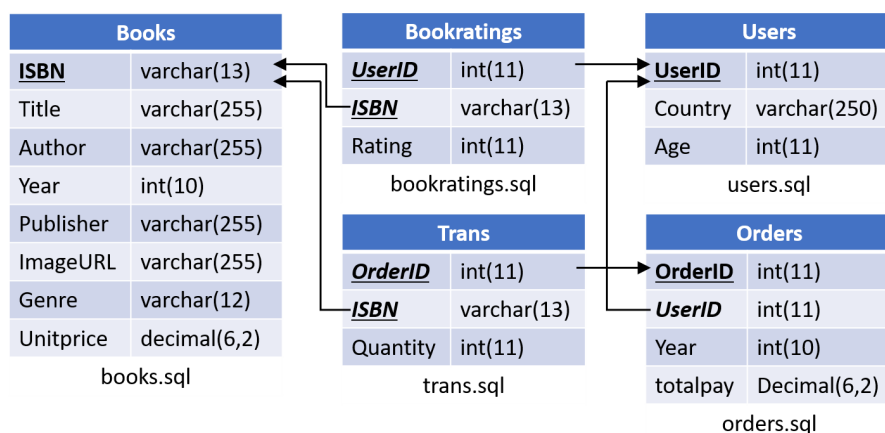 Books
ISBN varchar(13)
Title varchar(255)
Author varchar(255)
Year int(10)
Publisher varchar(255)
ImageURL varchar(255)
Genre varchar(12)
Unitprice decimal(6,2)
books.sql
Bookratings
UserID int(11)
ISBN varchar(13)
Rating int(11)
bookratings.sql
Users
UserID int(11)
Country varchar(250)
Age int(11)
users.sql
Trans
OrderID int(11)
ISBN varchar(13)
Quantity int(11)
trans.sql
Orders
OrderID int(11)
UserID int(11)
Year int(10)
totalpay Decimal(6,2)
orders.sql